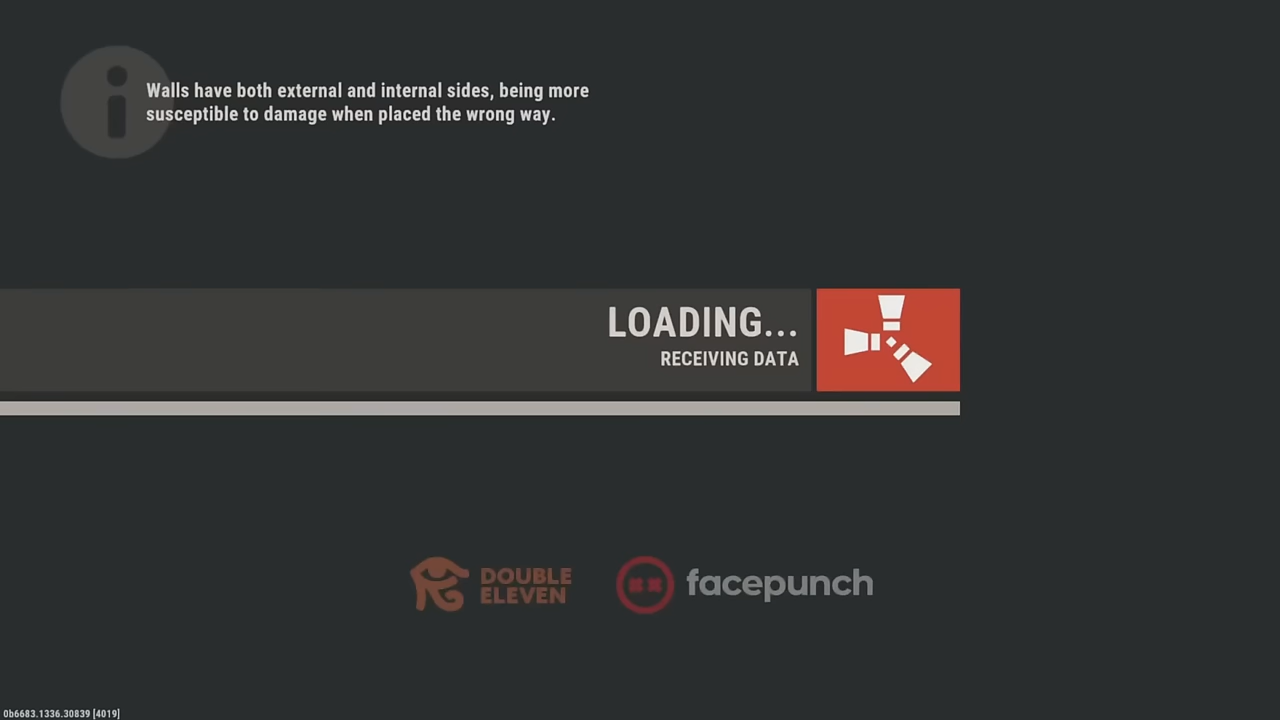 Walls have both external and internal sides, being more
susceptible to damage when placed the wrong way.
LOADING...
RECEIVING DATA
DOUBLE
ELEVEN
facepunch
0b6683.1336.30839 [4019]